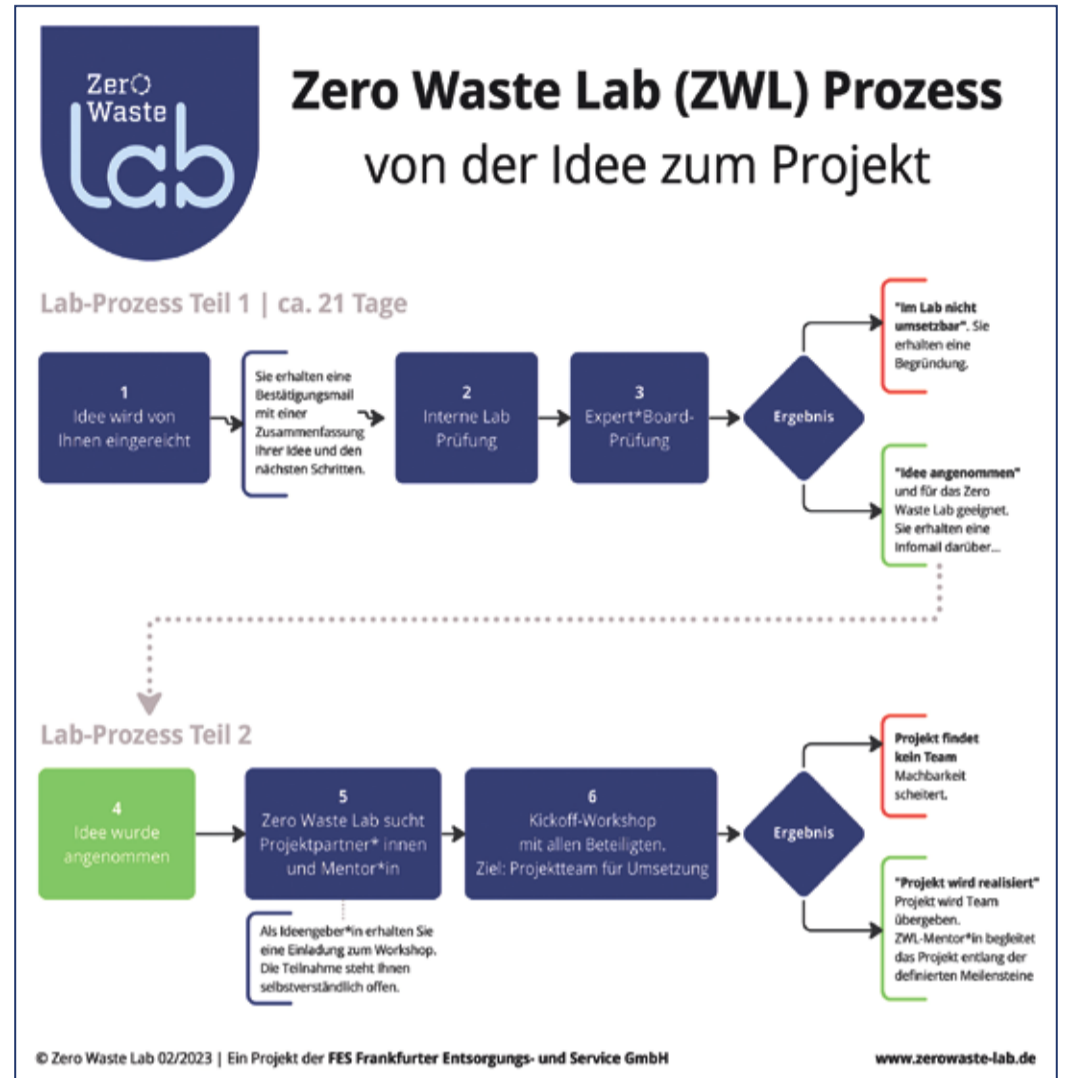 Zero
Waste
Lab
Zero Waste Lab (ZWL) Prozess
von der Idee zum Projekt
Lab-Prozess Teil 1 | ca. 21 Tage
1
Idee wird von
Ihnen eingereicht
Sie erhalten eine
Bestätigungsmail
mit einer
Zusammenfassung
Ihrer Idee und den
nächsten Schritten.
2
Interne Lab
Prüfung
3
Expert*Board-
Prüfung
Ergebnis
"Im Lab nicht
umsetzbar". Sie
erhalten eine
Begründung.
"Idee angenommen"
und für das Zero
Waste Lab geeignet.
Sie erhalten eine
Infomail darüber...
Lab-Prozess Teil 2
4
Idee wurde
angenommen
5
Zero Waste Lab sucht
Projektpartner* innen
und Mentor*in
Als Ideengeber*in erhalten Sie
eine Einladung zum Workshop.
Die Teilnahme steht Ihnen
selbstverständlich offen.
6
Kickoff-Workshop
mit allen Beteiligten.
Ziel: Projektteam für Umsetzung
Ergebnis
Projekt findet
kein Team
Machbarkeit
scheitert.
"Projekt wird realisiert"
Projekt wird Team
übergeben.
ZWL-Mentor*in begleitet
das Projekt entlang der
definierten Meilensteine
© Zero Waste Lab 02/2023 | Ein Projekt der FES Frankfurter Entsorgungs- und Service GmbH
www.zerowaste-lab.de